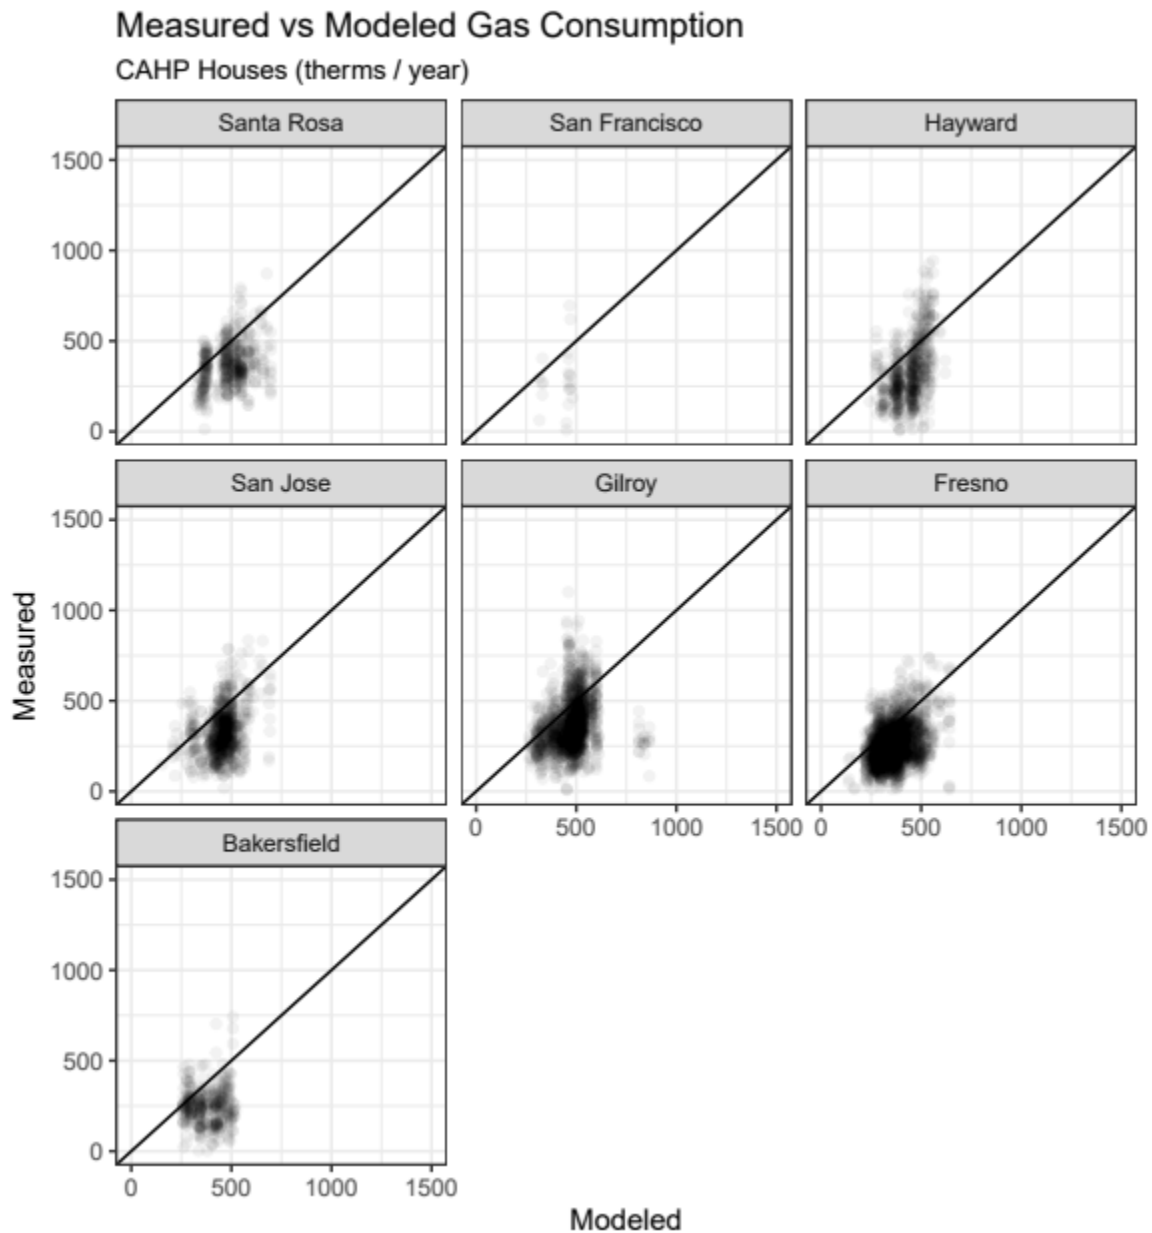 Measured vs Modeled Gas Consumption
CAHP Houses (therms / year)
Santa Rosa
San Francisco
Hayward
1500
1000
500
0
San Jose
Gilroy
Fresno
1500
1000
500
0
0
500
1000
1500
0
500
1000
1500
Bakersfield
1500
1000
500
0
0
500
1000
1500
Measured
Modeled